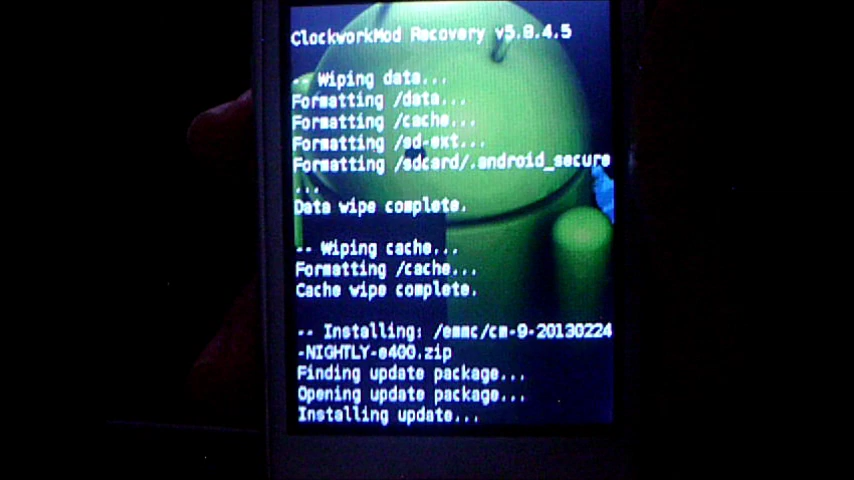 ClockworkMod Recovery v5.8.4.5
-- Wiping data...
Formatting /data...
Formatting /cache...
Formatting /sd-ext...
Formatting /sdcard/.android_secure
...
Data wipe complete.
-- Wiping cache...
Formatting /cache...
Cache wipe complete.
-- Installing: /emmc/cm-9-20130224
-NIGHTLY-e400.zip
Finding update package...
Opening update package...
Installing update...